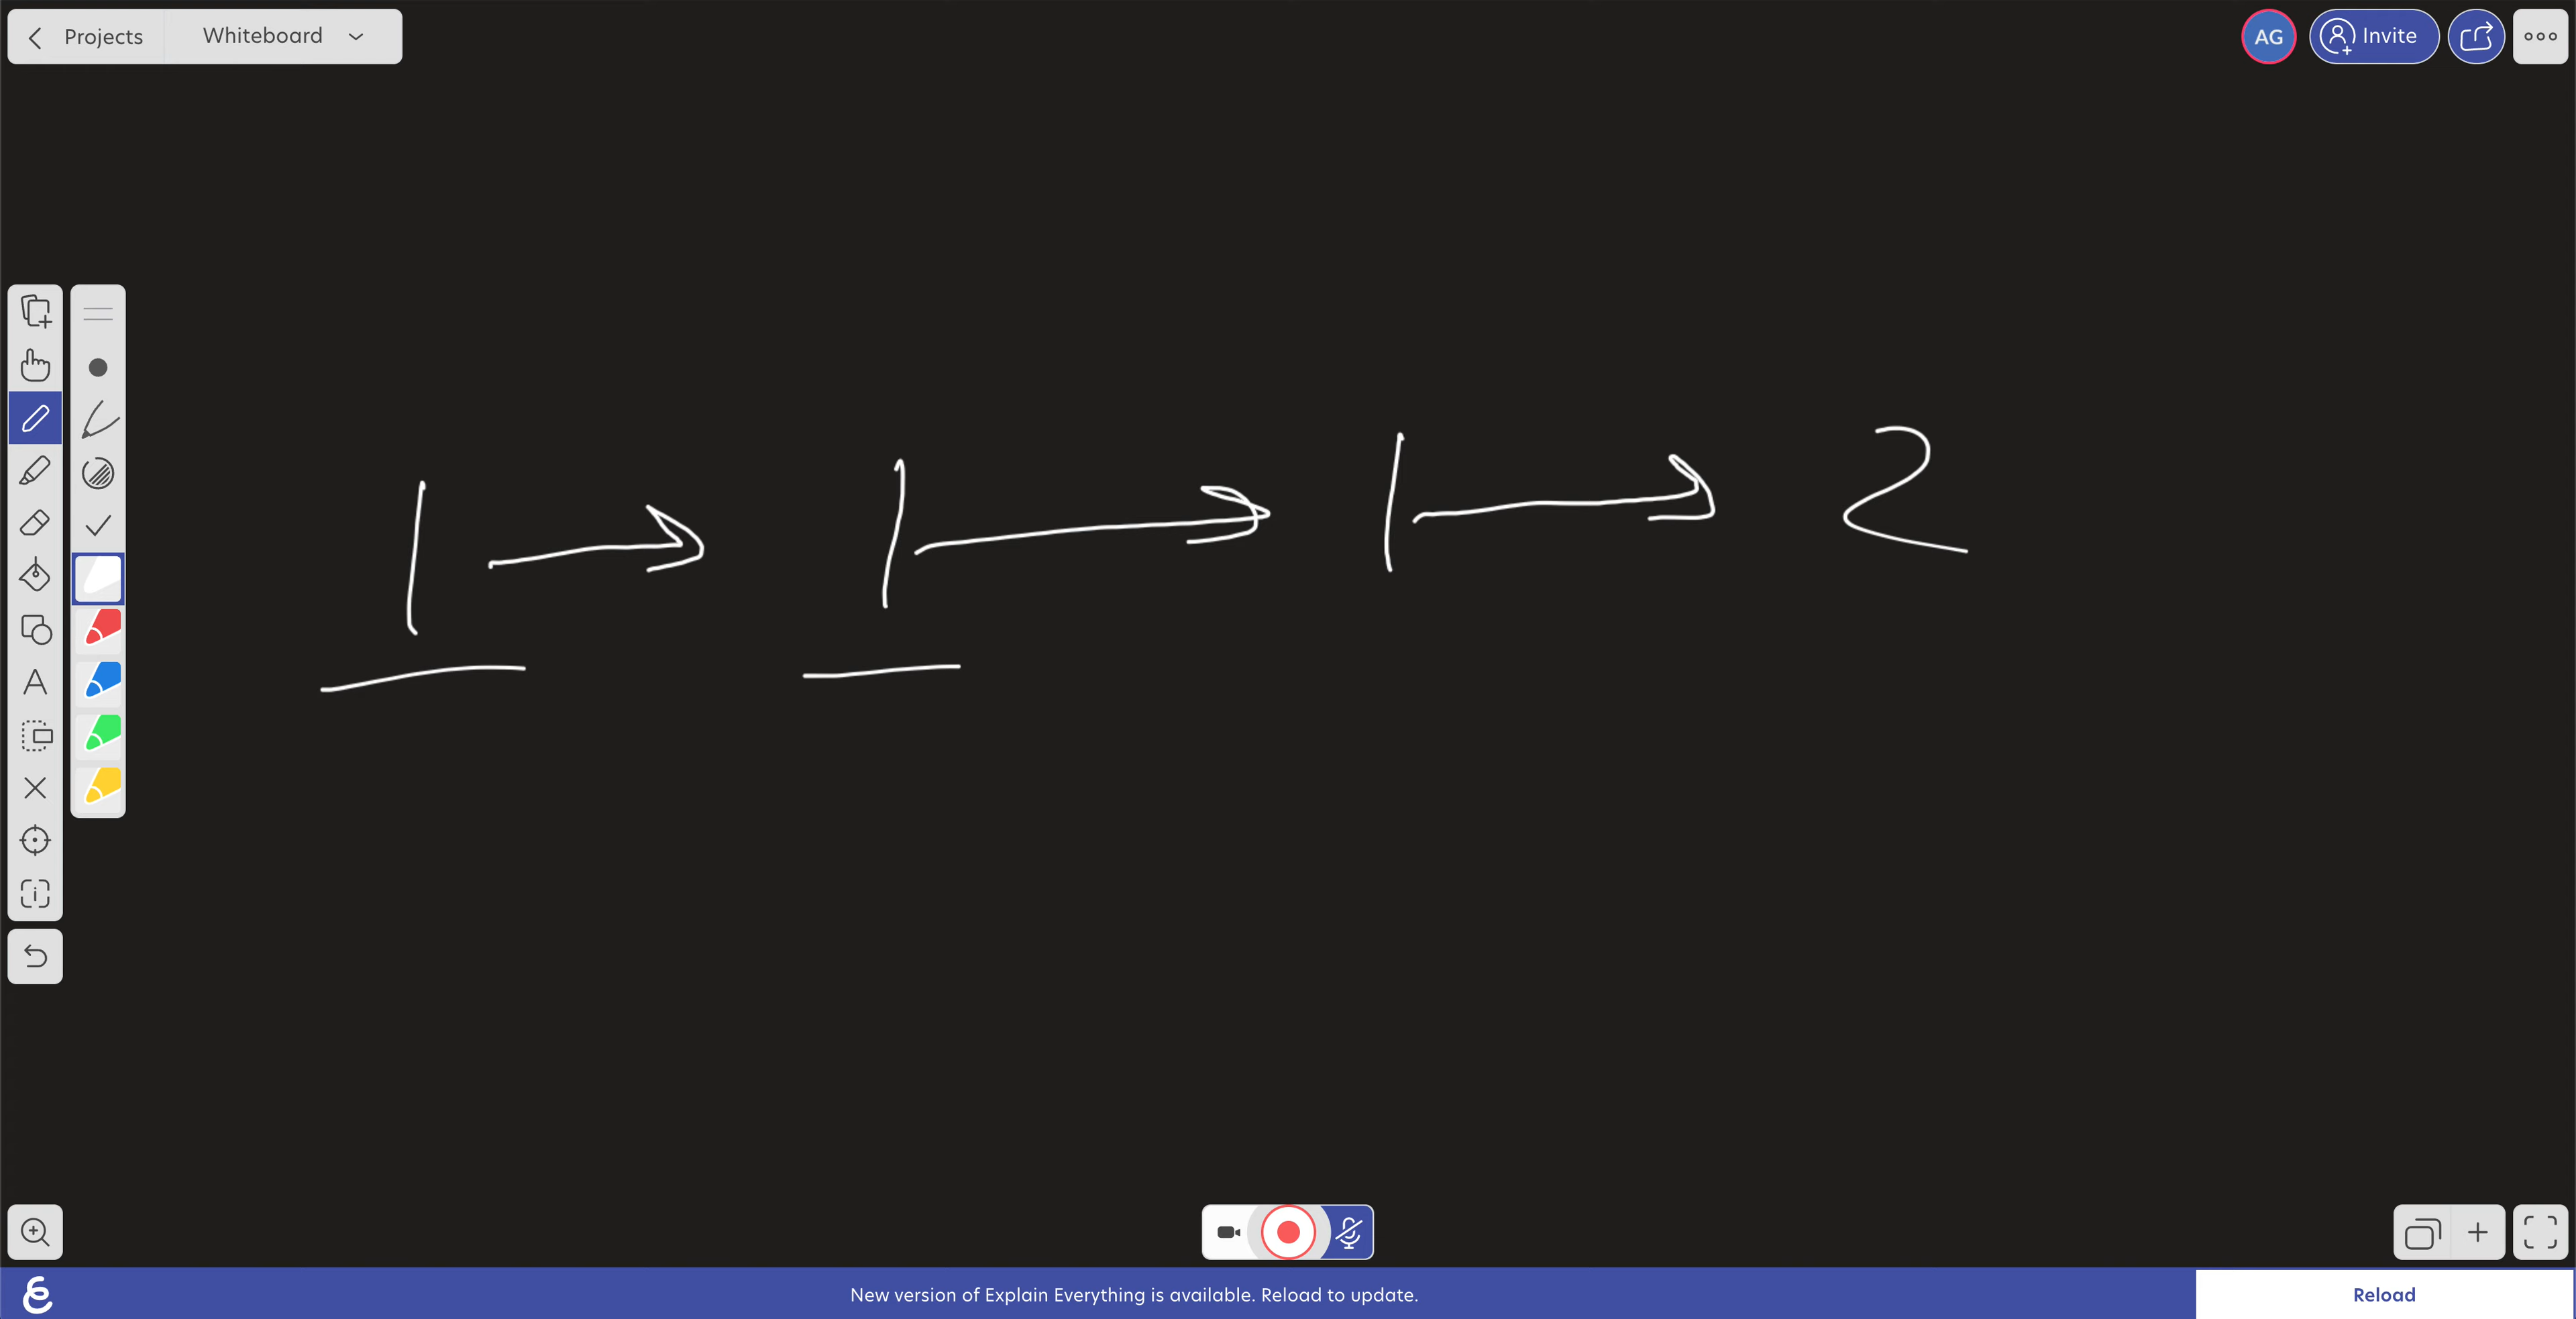 Projects Whiteboard AG Invite
1 → 1 → 1 → 2
New version of Explain Everything is available. Reload to update. Reload